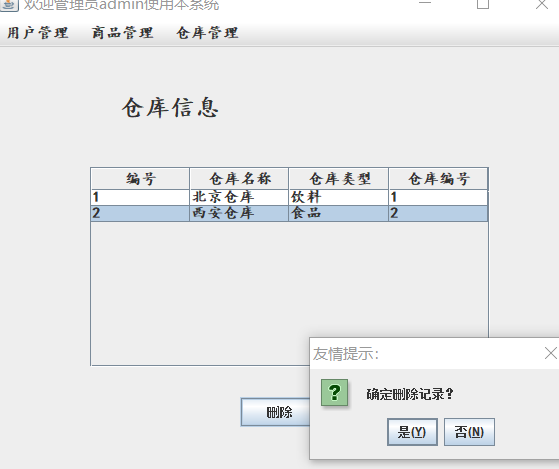 欢迎管理员admin使用本系统
用户管理 商品管理 仓库管理
仓库信息
编号 仓库名称 仓库类型 仓库编号
1 北京仓库 饮料 1
2 西安仓库 食品 2
友情提示:
? 确定删除记录?
删除
是(Y) 否(N)